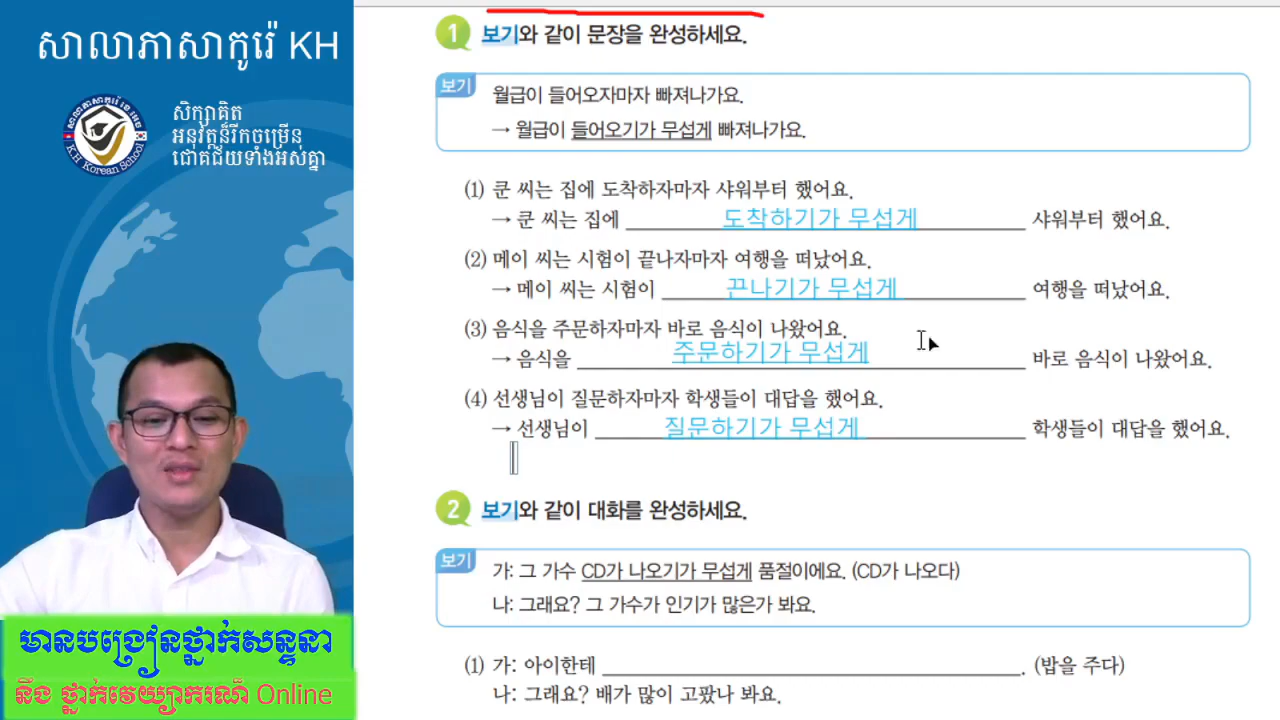 សាលាភាសាកូរ៉េ KH
សិក្សាគិត
អនុវត្តន៍រីកចម្រើន
ជោគជ័យទាំងអស់គ្នា
សាលាភាសាកូរ៉េ ខេ អេច
K.H Korean School
មានបង្រៀនថ្នាក់សន្ទនា
នឹង ថ្នាក់វេយ្យាករណ៍ Online
1 보기와 같이 문장을 완성하세요.
보기
월급이 들어오자마자 빠져나가요.
→ 월급이 들어오기가 무섭게 빠져나가요.
(1) 쿤 씨는 집에 도착하자마자 샤워부터 했어요.
→ 쿤 씨는 집에 도착하기가 무섭게 샤워부터 했어요.
(2) 메이 씨는 시험이 끝나자마자 여행을 떠났어요.
→ 메이 씨는 시험이 끈나기가 무섭게 여행을 떠났어요.
(3) 음식을 주문하자마자 바로 음식이 나왔어요.
→ 음식을 주문하기가 무섭게 바로 음식이 나왔어요.
(4) 선생님이 질문하자마자 학생들이 대답을 했어요.
→ 선생님이 질문하기가 무섭게 학생들이 대답을 했어요.
2 보기와 같이 대화를 완성하세요.
보기
가: 그 가수 CD가 나오기가 무섭게 품절이에요. (CD가 나오다)
나: 그래요? 그 가수가 인기가 많은가 봐요.
(1) 가: 아이한테 . (밥을 주다)
나: 그래요? 배가 많이 고팠나 봐요.